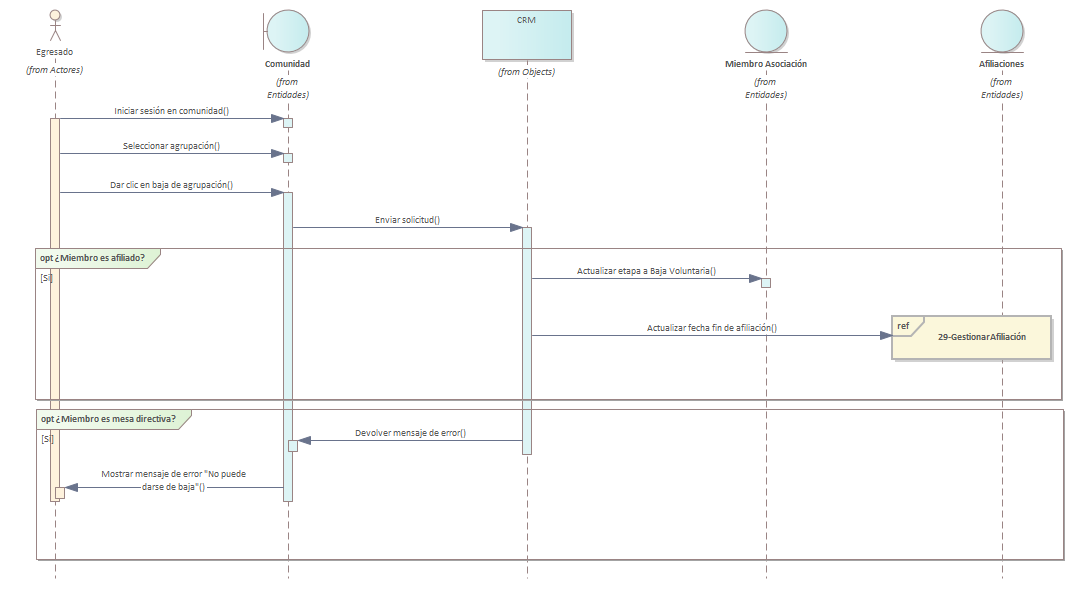 CRM
Egresado
(from Actores)
Comunidad
(from
Entidades)
(from Objects)
Miembro Asociación
(from
Entidades)
Afiliaciones
(from
Entidades)
Iniciar sesión en comunidad()
Seleccionar agrupación()
Dar clic en baja de agrupación()
Enviar solicitud()
opt ¿Miembro es afiliado?
[Sí]
Actualizar etapa a Baja Voluntaria()
Actualizar fecha fin de afiliación()
ref
29-GestionarAfiliación
opt ¿Miembro es mesa directiva?
[Sí]
Devolver mensaje de error()
Mostrar mensaje de error "No puede
darse de baja"()